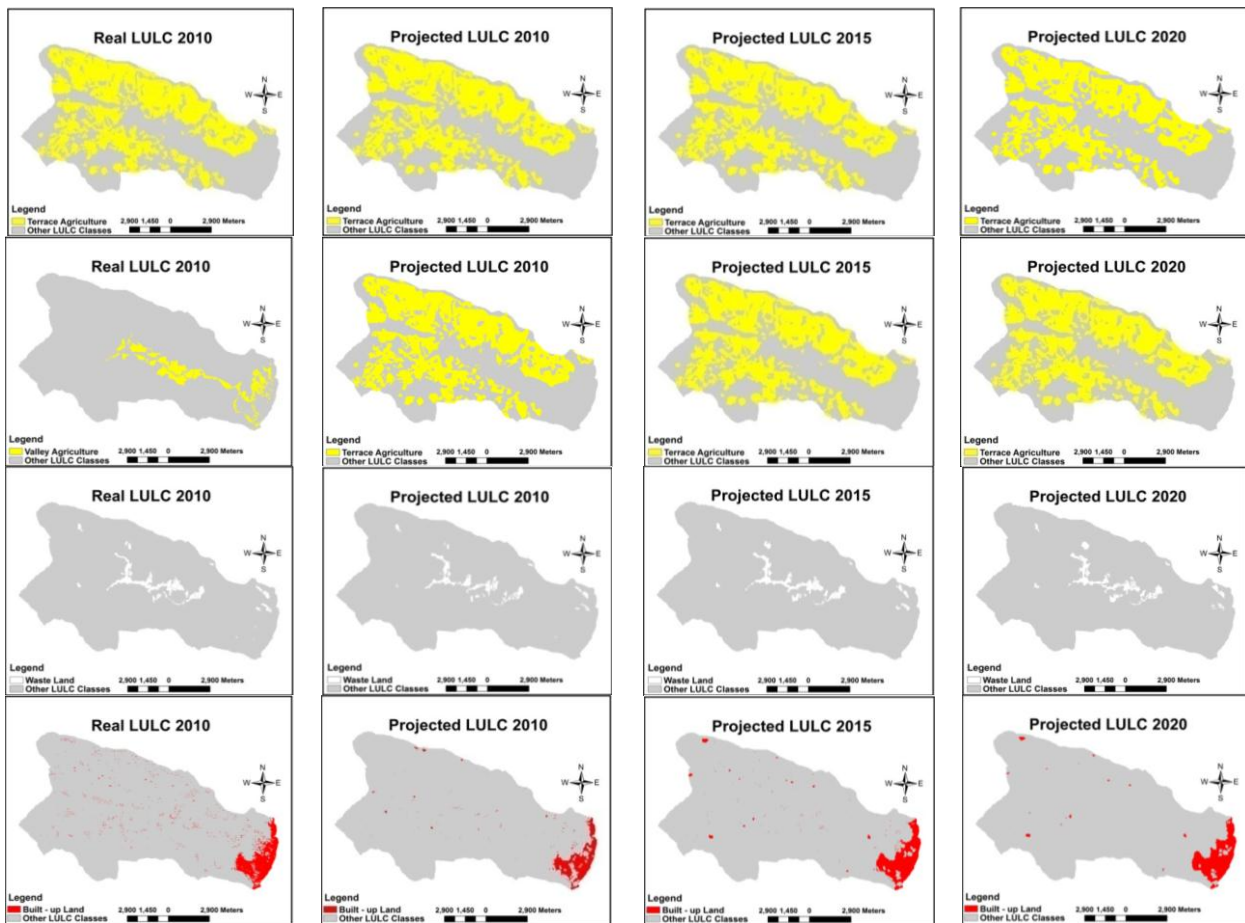 Real LULC 2010
N
W E
S
Legend
Terrace Agriculture
Other LULC Classes
2,900 1,450 0 2,900 Meters
Projected LULC 2010
N
W E
S
Legend
Terrace Agriculture
Other LULC Classes
2,900 1,450 0 2,900 Meters
Projected LULC 2015
N
W E
S
Legend
Terrace Agriculture
Other LULC Classes
2,900 1,450 0 2,900 Meters
Projected LULC 2020
N
W E
S
Legend
Terrace Agriculture
Other LULC Classes
2,900 1,450 0 2,900 Meters
Real LULC 2010
N
W E
S
Legend
Valley Agriculture
Other LULC Classes
2,900 1,450 0 2,900 Meters
Projected LULC 2010
N
W E
S
Legend
Terrace Agriculture
Other LULC Classes
2,900 1,450 0 2,900 Meters
Projected LULC 2015
N
W E
S
Legend
Terrace Agriculture
Other LULC Classes
2,900 1,450 0 2,900 Meters
Projected LULC 2020
N
W E
S
Legend
Terrace Agriculture
Other LULC Classes
2,900 1,450 0 2,900 Meters
Real LULC 2010
N
W E
S
Legend
Waste Land
Other LULC Classes
2,900 1,450 0 2,900 Meters
Projected LULC 2010
N
W E
S
Legend
Waste Land
Other LULC Classes
2,900 1,450 0 2,900 Meters
Projected LULC 2015
N
W E
S
Legend
Waste Land
Other LULC Classes
2,900 1,450 0 2,900 Meters
Projected LULC 2020
N
W E
S
Legend
Waste Land
Other LULC Classes
2,900 1,450 0 2,900 Meters
Real LULC 2010
N
W E
S
Legend
Built - up Land
Other LULC Classes
2,900 1,450 0 2,900 Meters
Projected LULC 2010
N
W E
S
Legend
Built - up Land
Other LULC Classes
2,900 1,450 0 2,900 Meters
Projected LULC 2015
N
W E
S
Legend
Built - up Land
Other LULC Classes
2,900 1,450 0 2,900 Meters
Projected LULC 2020
N
W E
S
Legend
Built - up Land
Other LULC Classes
2,900 1,450 0 2,900 Meters